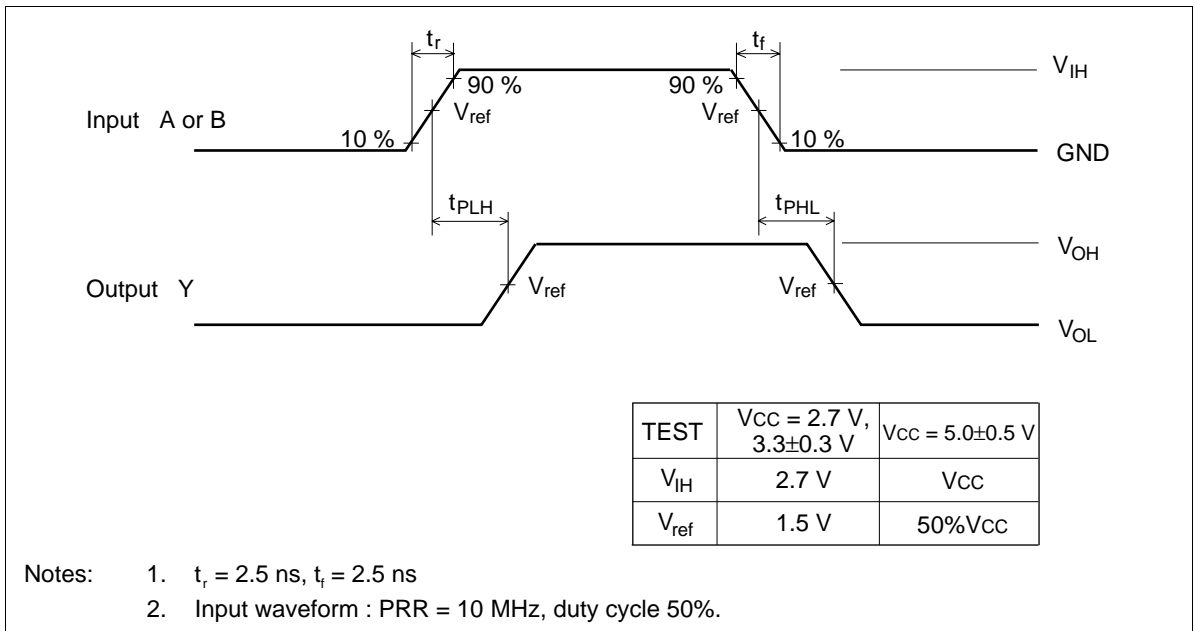 tr tf
90 % 90 % VIH
Vref Vref
Input A or B
10 % 10 % GND
tPLH tPHL
VOH
Output Y Vref Vref
VOL
TEST VCC = 2.7 V, 3.3±0.3 V VCC = 5.0±0.5 V
VIH 2.7 V VCC
Vref 1.5 V 50%VCC
Notes: 1. tr = 2.5 ns, tf = 2.5 ns
2. Input waveform : PRR = 10 MHz, duty cycle 50%.